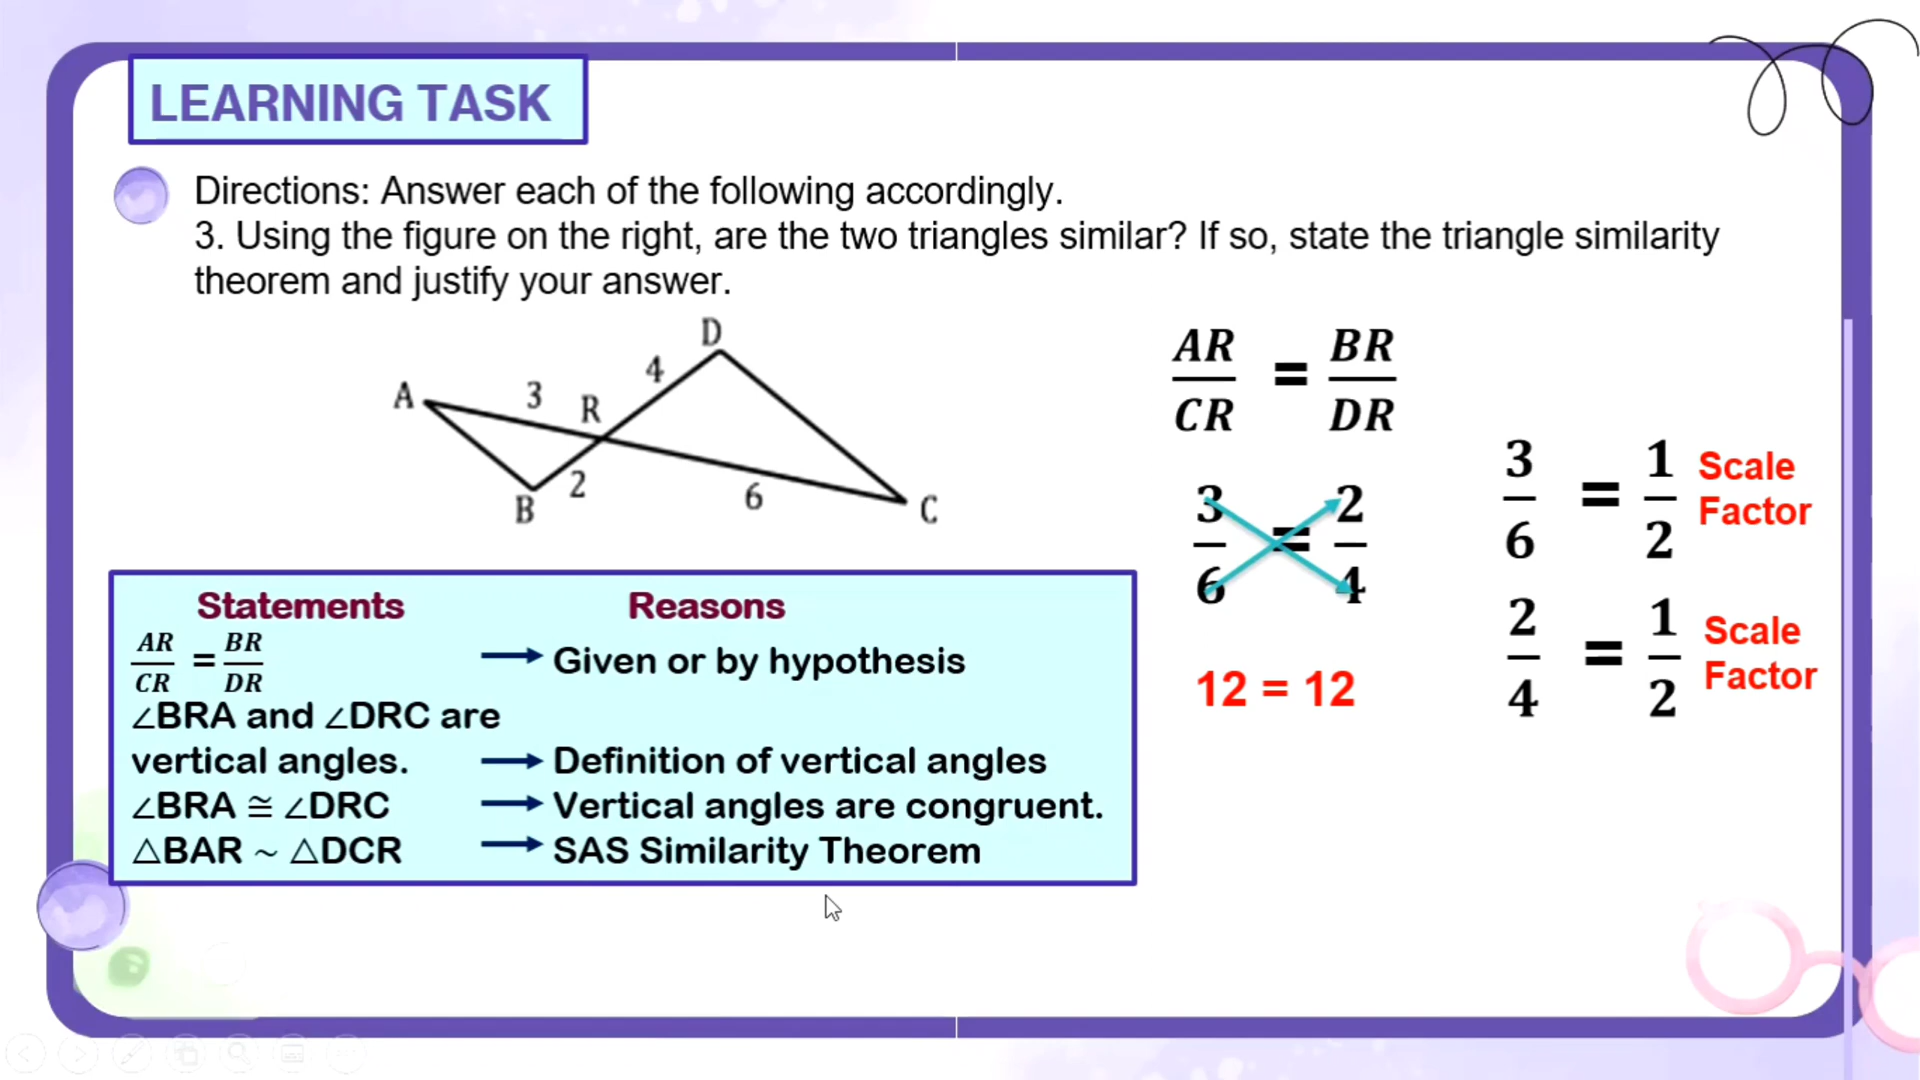 LEARNING TASK
Directions: Answer each of the following accordingly.
3. Using the figure on the right, are the two triangles similar? If so, state the triangle similarity
theorem and justify your answer.
D
4
A
3
R
B
2
6
C
AR/CR = BR/DR
3/6 = 2/4
12 = 12
3/6 = 1/2 Scale Factor
2/4 = 1/2 Scale Factor
Statements Reasons
AR/CR = BR/DR → Given or by hypothesis
∠BRA and ∠DRC are
vertical angles. → Definition of vertical angles
∠BRA ≅ ∠DRC → Vertical angles are congruent.
△BAR ~ △DCR → SAS Similarity Theorem